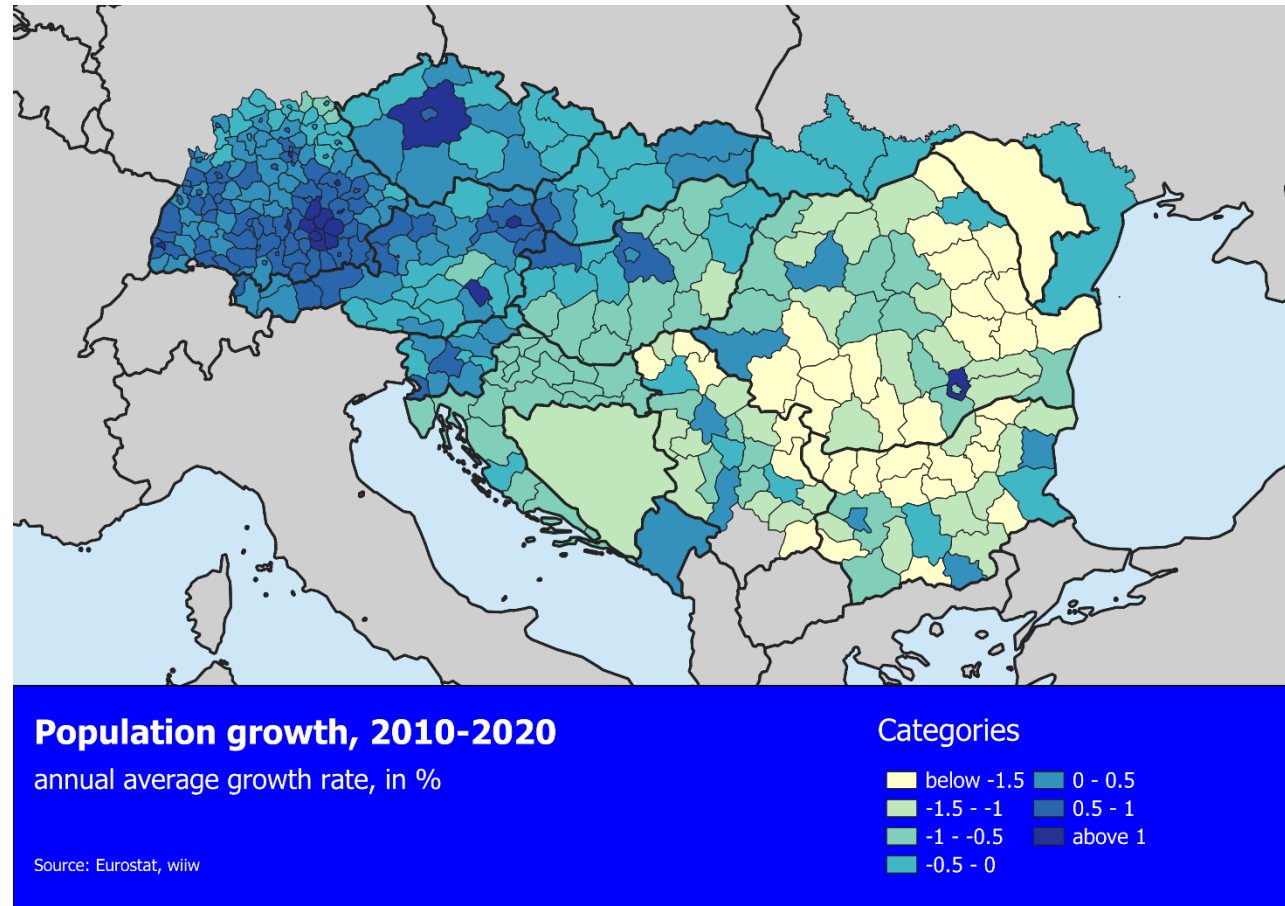 Population growth, 2010-2020
annual average growth rate, in %
Source: Eurostat, wiiw
Categories
below -1.5
-1.5 - -1
-1 - -0.5
-0.5 - 0
0 - 0.5
0.5 - 1
above 1